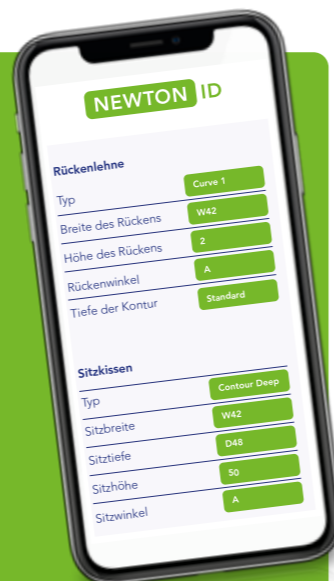 NEWTON ID
Rückenlehne
Typ Curve 1
Breite des Rückens W42
Höhe des Rückens 2
Rückenwinkel A
Tiefe der Kontur Standard
Sitzkissen
Typ Contour Deep
Sitzbreite W42
Sitztiefe D48
Sitzhöhe 50
Sitzwinkel A